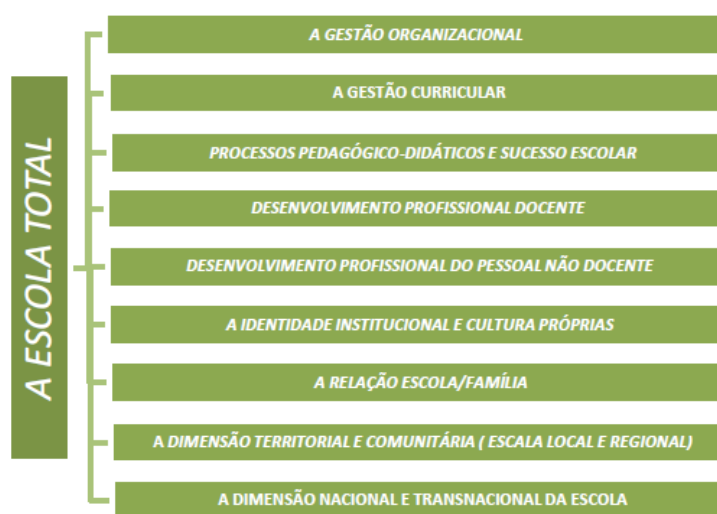 A ESCOLA TOTAL
A GESTÃO ORGANIZACIONAL
A GESTÃO CURRICULAR
PROCESSOS PEDAGÓGICO-DIDÁTICOS E SUCESSO ESCOLAR
DESENVOLVIMENTO PROFISSIONAL DOCENTE
DESENVOLVIMENTO PROFISSIONAL DO PESSOAL NÃO DOCENTE
A IDENTIDADE INSTITUCIONAL E CULTURA PRÓPRIAS
A RELAÇÃO ESCOLA/FAMÍLIA
A DIMENSÃO TERRITORIAL E COMUNITÁRIA ( ESCALA LOCAL E REGIONAL)
A DIMENSÃO NACIONAL E TRANSNACIONAL DA ESCOLA